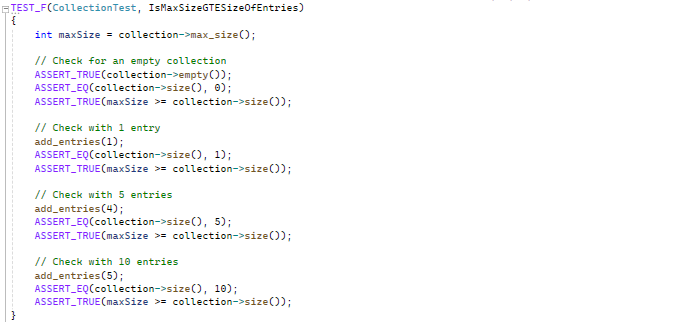 TEST_F(CollectionTest, IsMaxSizeGTESizeOfEntries)
{
    int maxSize = collection->max_size();

    // Check for an empty collection
    ASSERT_TRUE(collection->empty());
    ASSERT_EQ(collection->size(), 0);
    ASSERT_TRUE(maxSize >= collection->size());

    // Check with 1 entry
    add_entries(1);
    ASSERT_EQ(collection->size(), 1);
    ASSERT_TRUE(maxSize >= collection->size());

    // Check with 5 entries
    add_entries(4);
    ASSERT_EQ(collection->size(), 5);
    ASSERT_TRUE(maxSize >= collection->size());

    // Check with 10 entries
    add_entries(5);
    ASSERT_EQ(collection->size(), 10);
    ASSERT_TRUE(maxSize >= collection->size());
}